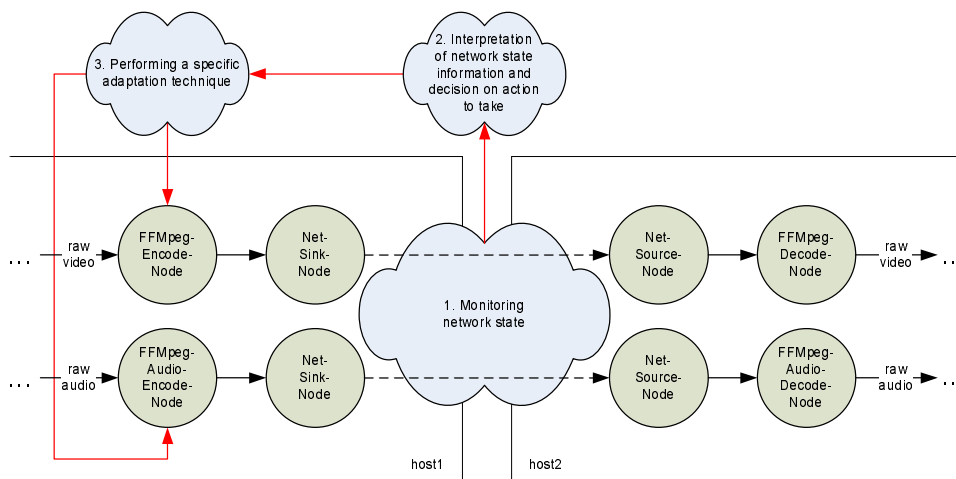 3. Performing a specific
adaptation technique
2. Interpretation
of network state
information and
decision on action
to take
. . .
raw
video
FFMpeg-
Encode-
Node
Net-
Sink-
Node
Net-
Source-
Node
FFMpeg-
Decode-
Node
raw
video
. .
1. Monitoring
network state
. . .
raw
audio
FFMpeg-
Audio-
Encode-
Node
Net-
Sink-
Node
Net-
Source-
Node
FFMpeg-
Audio-
Decode-
Node
raw
audio
. .
host1
host2